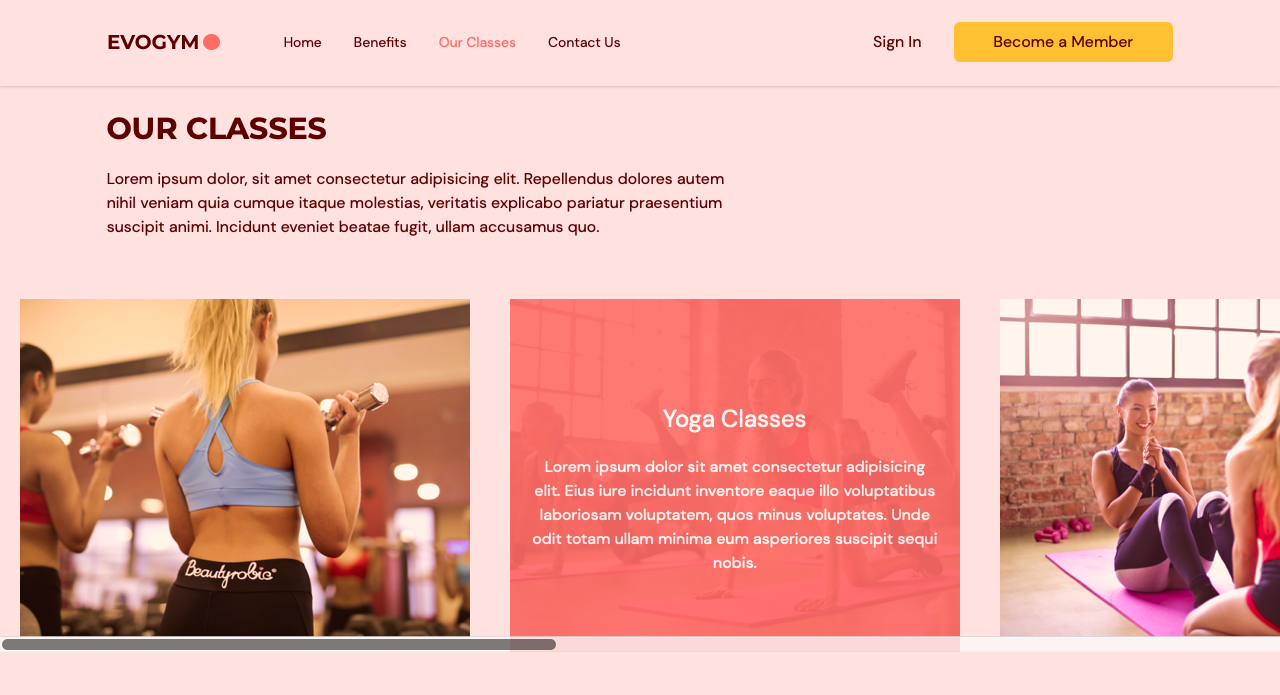 EVOGYM
Home
Benefits
Our Classes
Contact Us
Sign In
Become a Member
OUR CLASSES
Lorem ipsum dolor, sit amet consectetur adipisicing elit. Repellendus dolores autem
nihil veniam quia cumque itaque molestias, veritatis explicabo pariatur praesentium
suscipit animi. Incidunt eveniet beatae fugit, ullam accusamus quo.
Beautyrobic
Yoga Classes
Lorem ipsum dolor sit amet consectetur adipisicing
elit. Eius iure incidunt inventore eaque illo voluptatibus
laboriosam voluptatem, quos minus voluptates. Unde
odit totam ullam minima eum asperiores suscipit sequi
nobis.